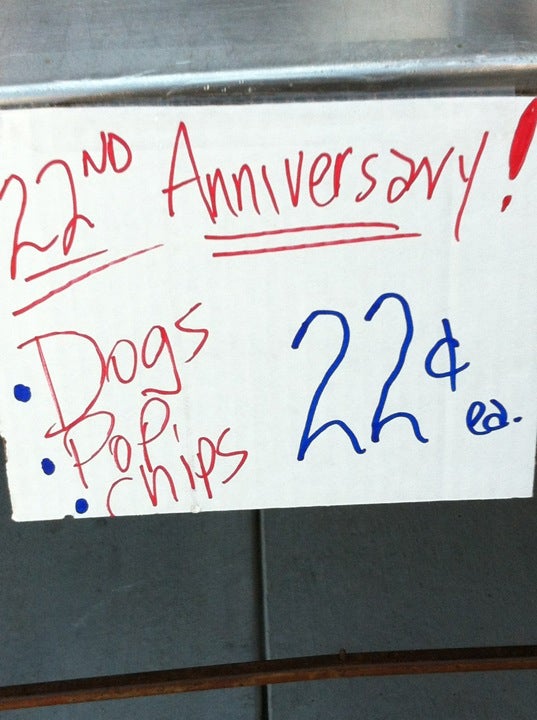 22ND Anniversary!
• Dogs
• Pop
• Chips
22¢ ea.